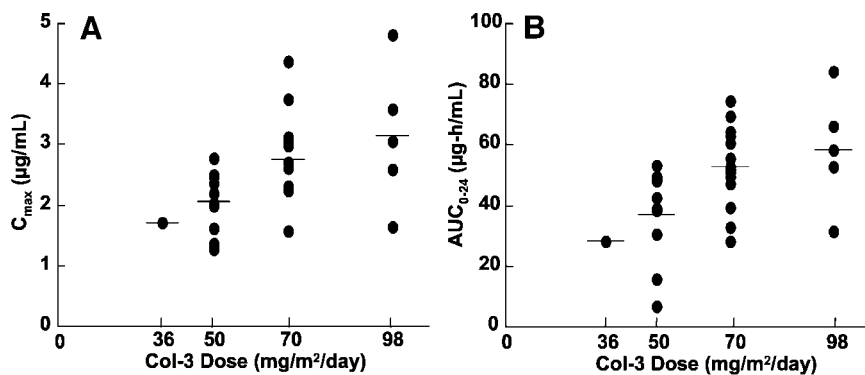 A
5
4
3
2
1
0
C_max (µg/mL)
0 36 50 70 98
Col-3 Dose (mg/m²/day)
B
100
80
60
40
20
0
AUC_0-24 (µg-h/mL)
0 36 50 70 98
Col-3 Dose (mg/m²/day)